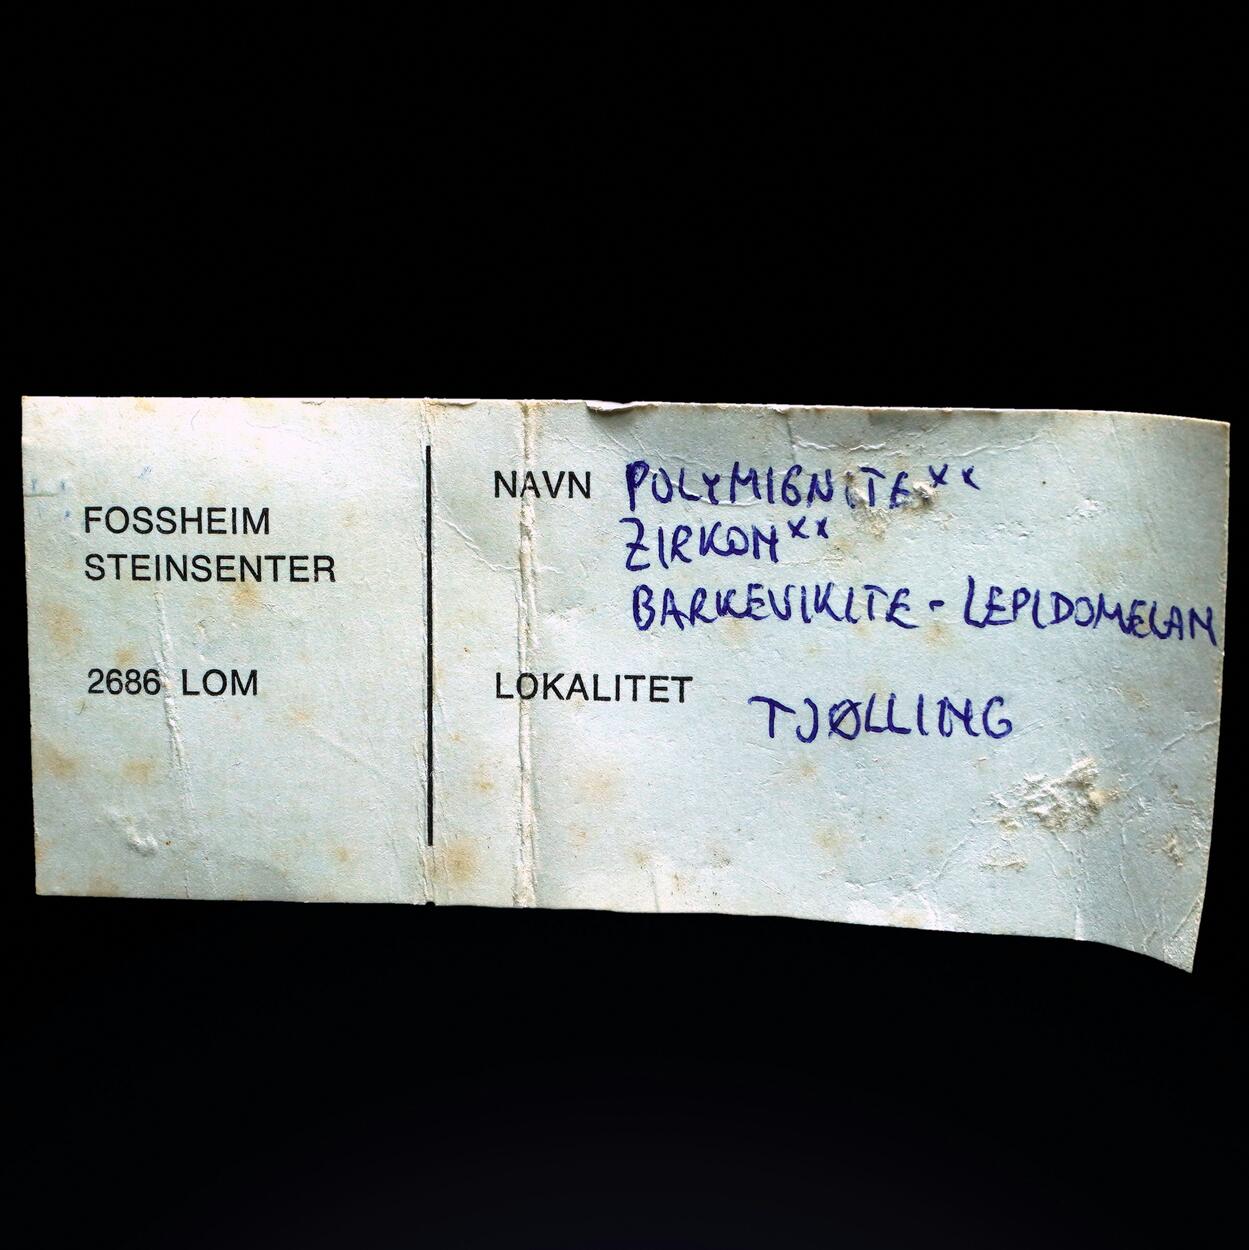 FOSSHEIM
STEINSENTER
2686 LOM
NAVN POLYMIGNITE xx
ZIRKON xx
BARKEVIKITE - LEPIDOMELAN
LOKALITET
TJØLLING